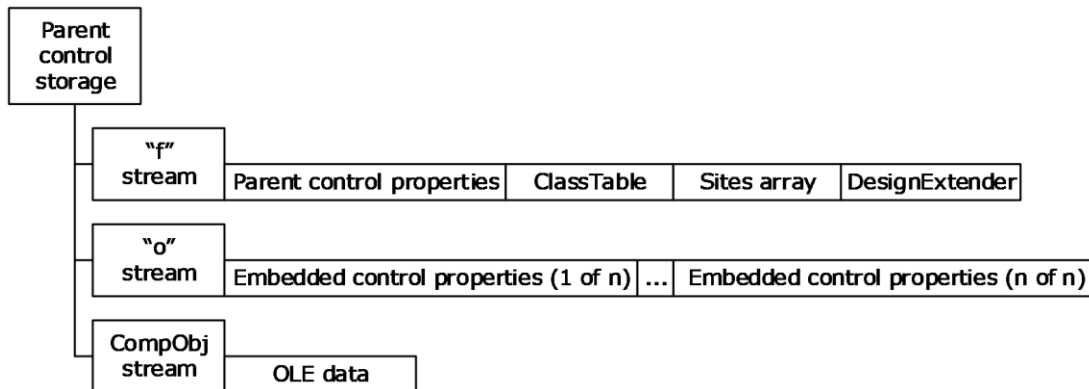 Parent
control
storage
"f"
stream
Parent control properties
ClassTable
Sites array
DesignExtender
"o"
stream
Embedded control properties (1 of n)
...
Embedded control properties (n of n)
CompObj
stream
OLE data